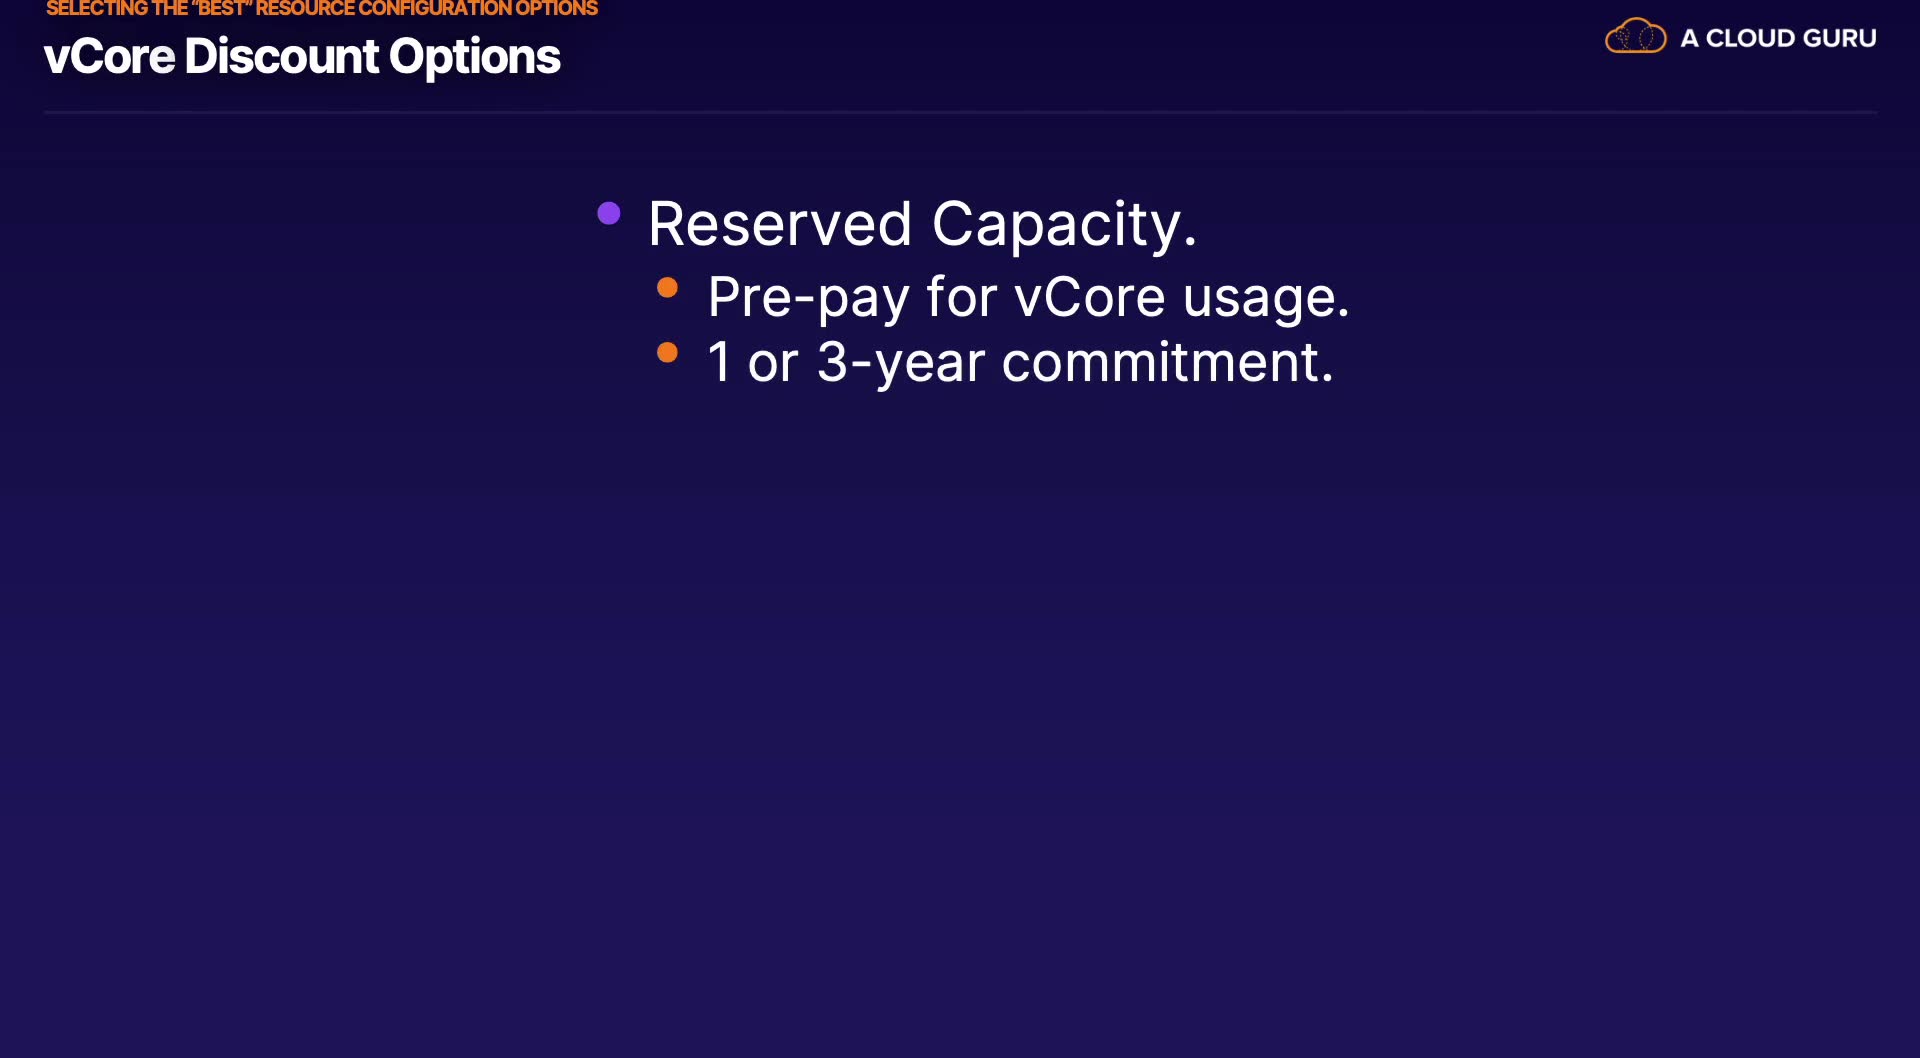 SELECTING THE “BEST” RESOURCE CONFIGURATION OPTIONS
vCore Discount Options
A CLOUD GURU
Reserved Capacity.
Pre-pay for vCore usage.
1 or 3-year commitment.